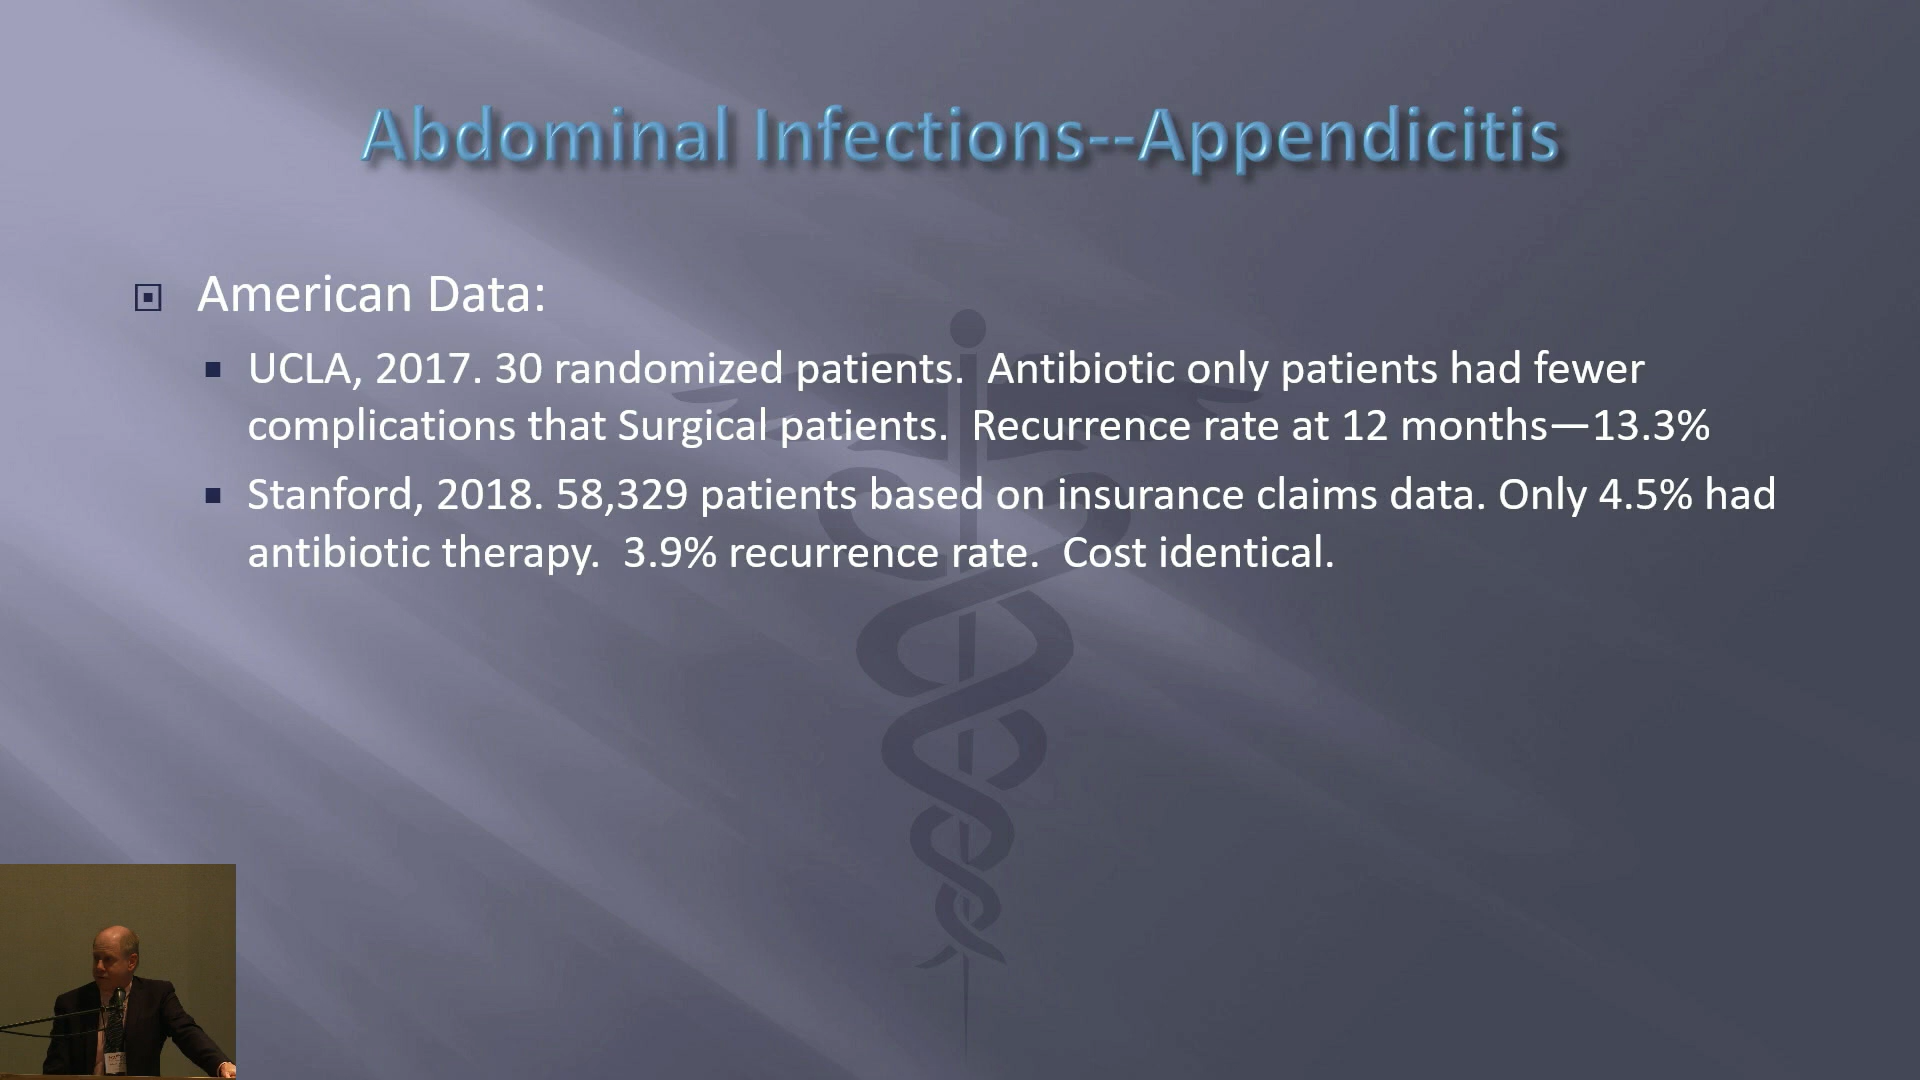 Abdominal Infections--Appendicitis
American Data:
UCLA, 2017. 30 randomized patients.  Antibiotic only patients had fewer
complications that Surgical patients.  Recurrence rate at 12 months—13.3%
Stanford, 2018. 58,329 patients based on insurance claims data. Only 4.5% had
antibiotic therapy.  3.9% recurrence rate.  Cost identical.